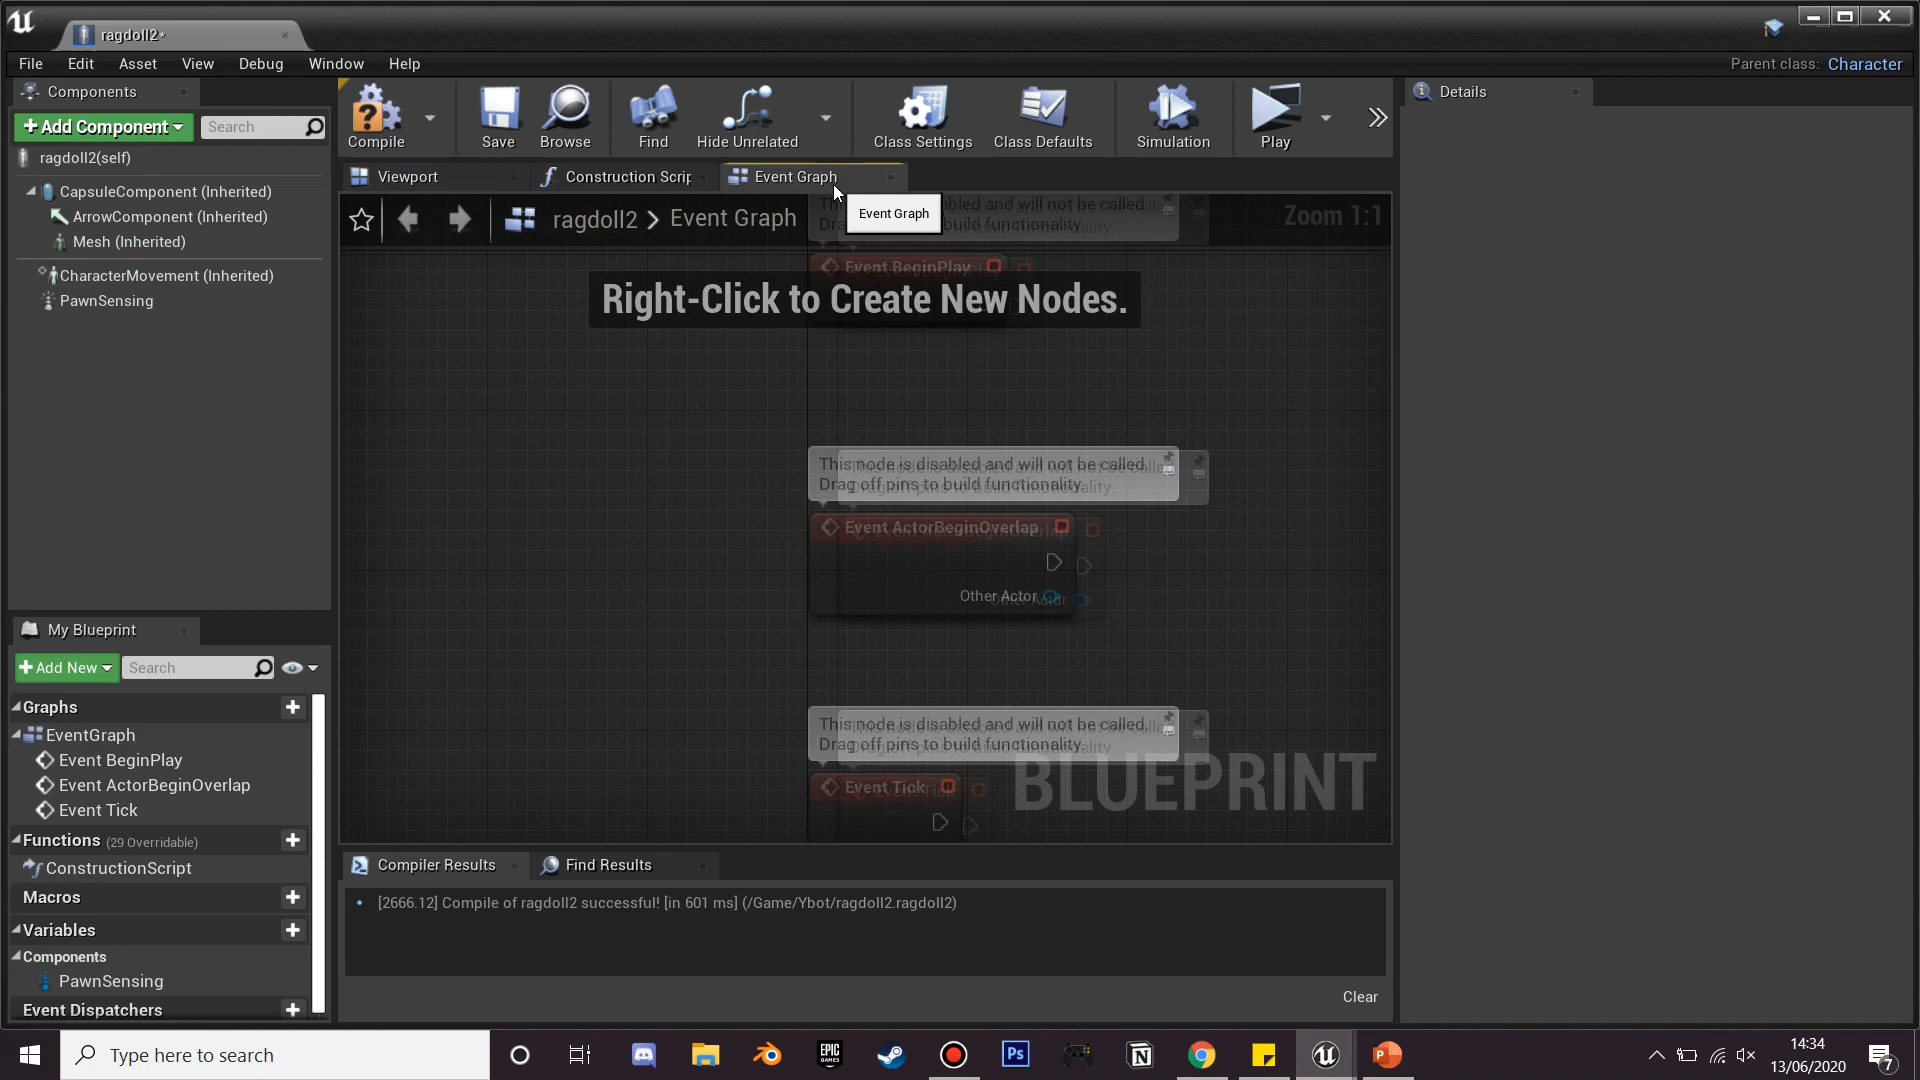 ragdoll2*
File Edit Asset View Debug Window Help
Parent class: Character
Components
+Add Component
Search
ragdoll2(self)
CapsuleComponent (Inherited)
ArrowComponent (Inherited)
Mesh (Inherited)
CharacterMovement (Inherited)
PawnSensing
Compile
Save
Browse
Find
Hide Unrelated
Class Settings
Class Defaults
Simulation
Play
Details
Viewport
Construction Scrip
Event Graph
ragdoll2 > Event Graph
Event Graph
Zoom 1:1
build functionality.
Event BeginPlay
Right-Click to Create New Nodes.
This node is disabled and will not be called.
Drag off pins to build functionality.
Event ActorBeginOverlap
Other Actor
This node is disabled and will not be called.
Drag off pins to build functionality.
Event Tick
BLUEPRINT
My Blueprint
+Add New
Search
Graphs
EventGraph
Event BeginPlay
Event ActorBeginOverlap
Event Tick
Functions (29 Overridable)
ConstructionScript
Macros
Variables
Components
PawnSensing
Event Dispatchers
Compiler Results
Find Results
[2666.12] Compile of ragdoll2 successful! [in 601 ms] (/Game/Ybot/ragdoll2.ragdoll2)
Clear
Type here to search
EPIC
GAMES
Ps
14:34
13/06/2020
7